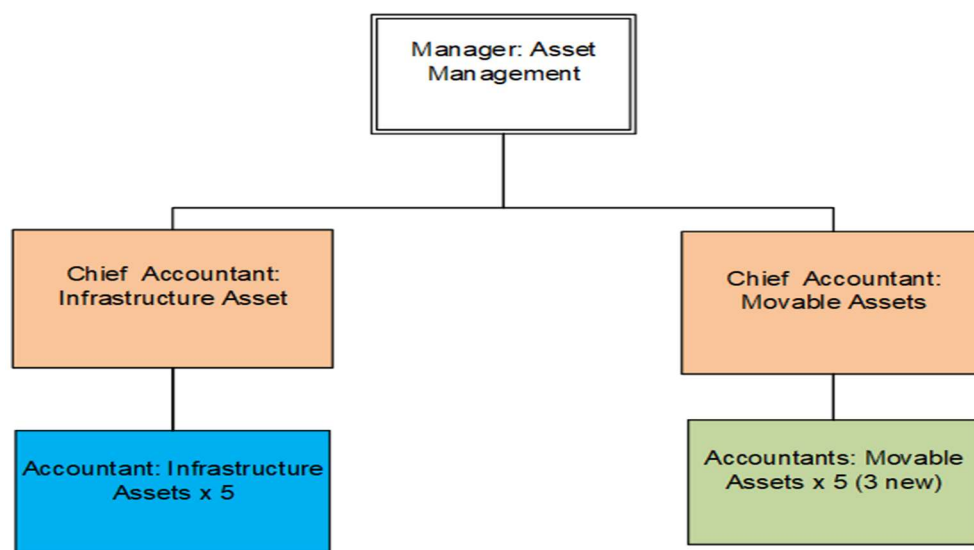 Manager: Asset
Management
Chief Accountant:
Infrastructure Asset
Chief Accountant:
Movable Assets
Accountant: Infrastructure
Assets x 5
Accountants: Movable
Assets x 5 (3 new)